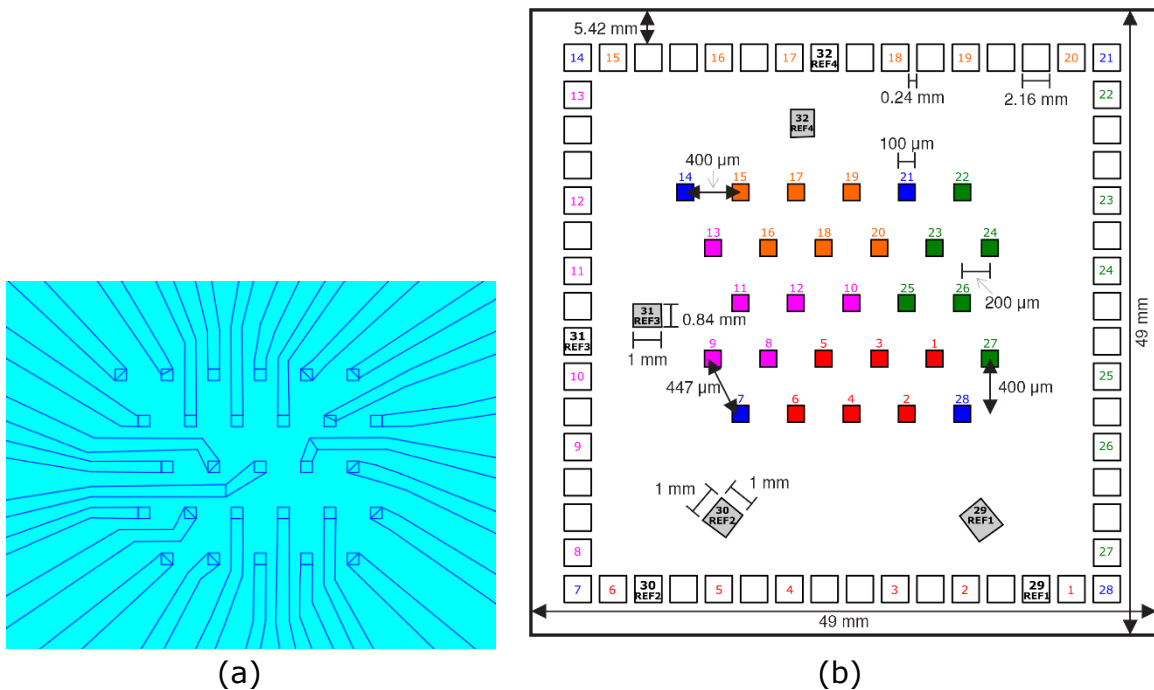 5.42 mm
14 15 16 17 32 REF4 18 19 20 21
0.24 mm 2.16 mm
13 22
32 REF4
100 µm
400 µm
14 15 17 19 21 22
12 23
13 16 18 20 23 24
11 24
11 12 10 25 26
200 µm
31 REF3
0.84 mm
1 mm
49 mm
31 REF3
9 8 5 3 1 27
10 25
447 µm 400 µm
7 6 4 2 28
9 26
1 mm 1 mm
30 REF2
29 REF1
8 27
7 6 30 REF2 5 4 3 2 29 REF1 1 28
49 mm
(a) (b)